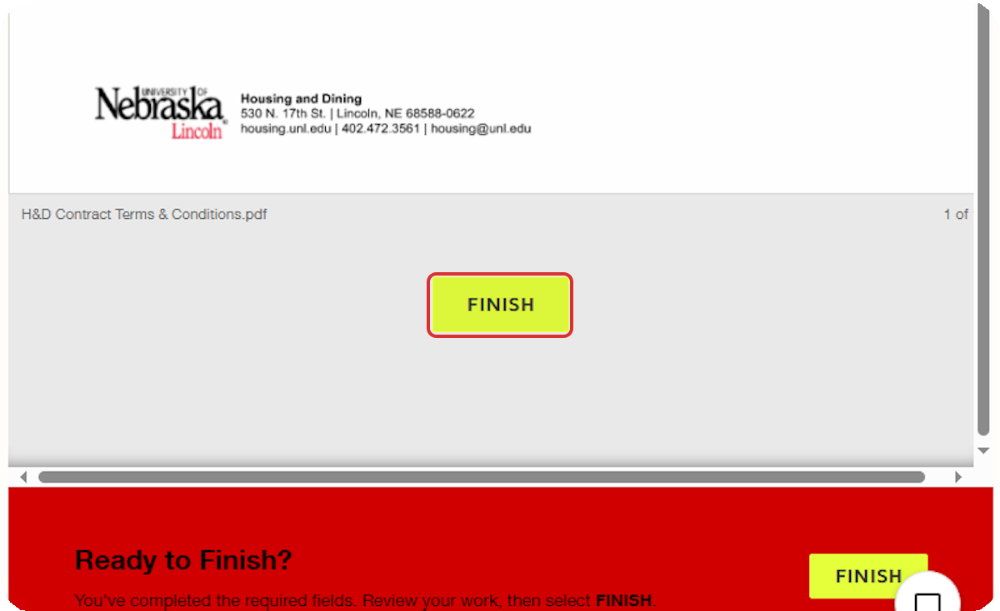 UNIVERSITY OF
Nebraska
Lincoln
Housing and Dining
530 N. 17th St. | Lincoln, NE 68588-0622
housing.unl.edu | 402.472.3561 | housing@unl.edu
H&D Contract Terms & Conditions.pdf
1 of
FINISH
Ready to Finish?
FINISH
You've completed the required fields. Review your work, then select FINISH.